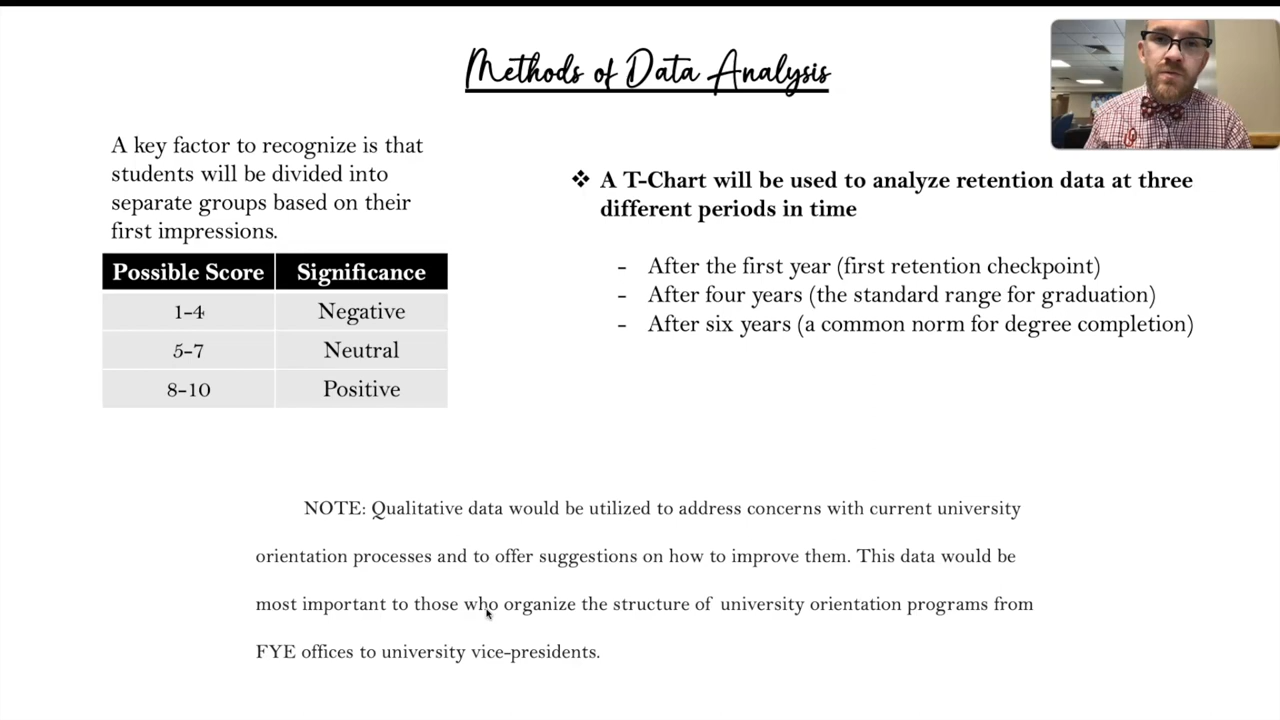 Methods of Data Analysis
A key factor to recognize is that
students will be divided into
separate groups based on their
first impressions.
Possible Score Significance
1-4 Negative
5-7 Neutral
8-10 Positive
❖ A T-Chart will be used to analyze retention data at three
different periods in time
- After the first year (first retention checkpoint)
- After four years (the standard range for graduation)
- After six years (a common norm for degree completion)
NOTE: Qualitative data would be utilized to address concerns with current university
orientation processes and to offer suggestions on how to improve them. This data would be
most important to those who organize the structure of university orientation programs from
FYE offices to university vice-presidents.